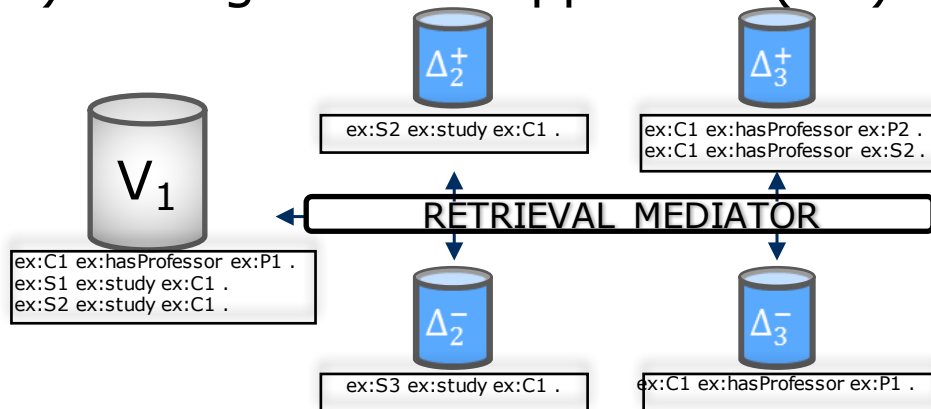 Δ₂⁺
Δ₃⁺
ex:S2 ex:study ex:C1 .
ex:C1 ex:hasProfessor ex:P2 .
ex:C1 ex:hasProfessor ex:S2 .
V₁
RETRIEVAL MEDIATOR
ex:C1 ex:hasProfessor ex:P1 .
ex:S1 ex:study ex:C1 .
ex:S2 ex:study ex:C1 .
Δ₂⁻
Δ₃⁻
ex:S3 ex:study ex:C1 .
ex:C1 ex:hasProfessor ex:P1 .